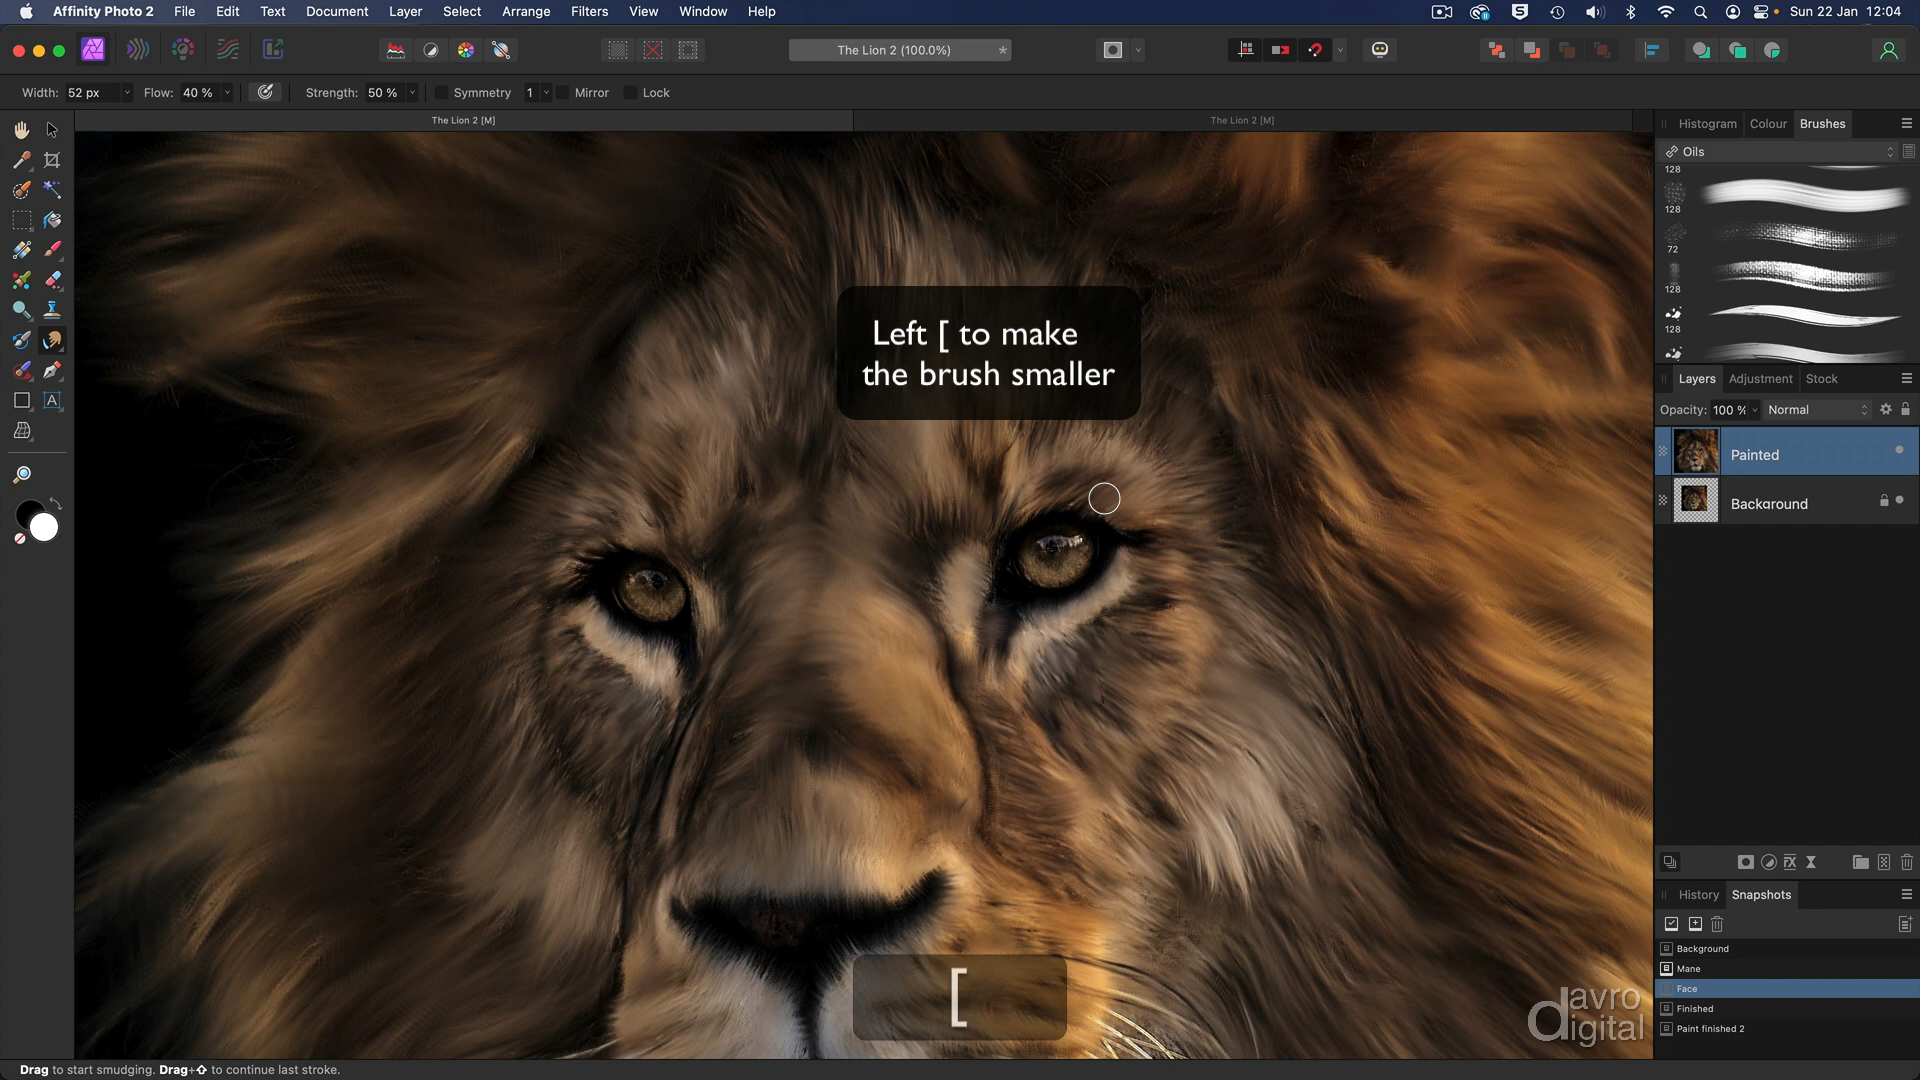 Affinity Photo 2 File Edit Text Document Layer Select Arrange Filters View Window Help Sun 22 Jan 12:04
The Lion 2 (100.0%) *
Width: 52 px Flow: 40 % Strength: 50 % Symmetry 1 Mirror Lock
The Lion 2 [M] The Lion 2 [M]
Histogram Colour Brushes
Oils
128
128
72
128
128
Left [ to make
the brush smaller
Layers Adjustment Stock
Opacity: 100 % Normal
Painted
Background
A
History Snapshots
Background
Mane
Face
Finished
Paint finished 2
[
davro
digital
Drag to start smudging. Drag+⇧ to continue last stroke.